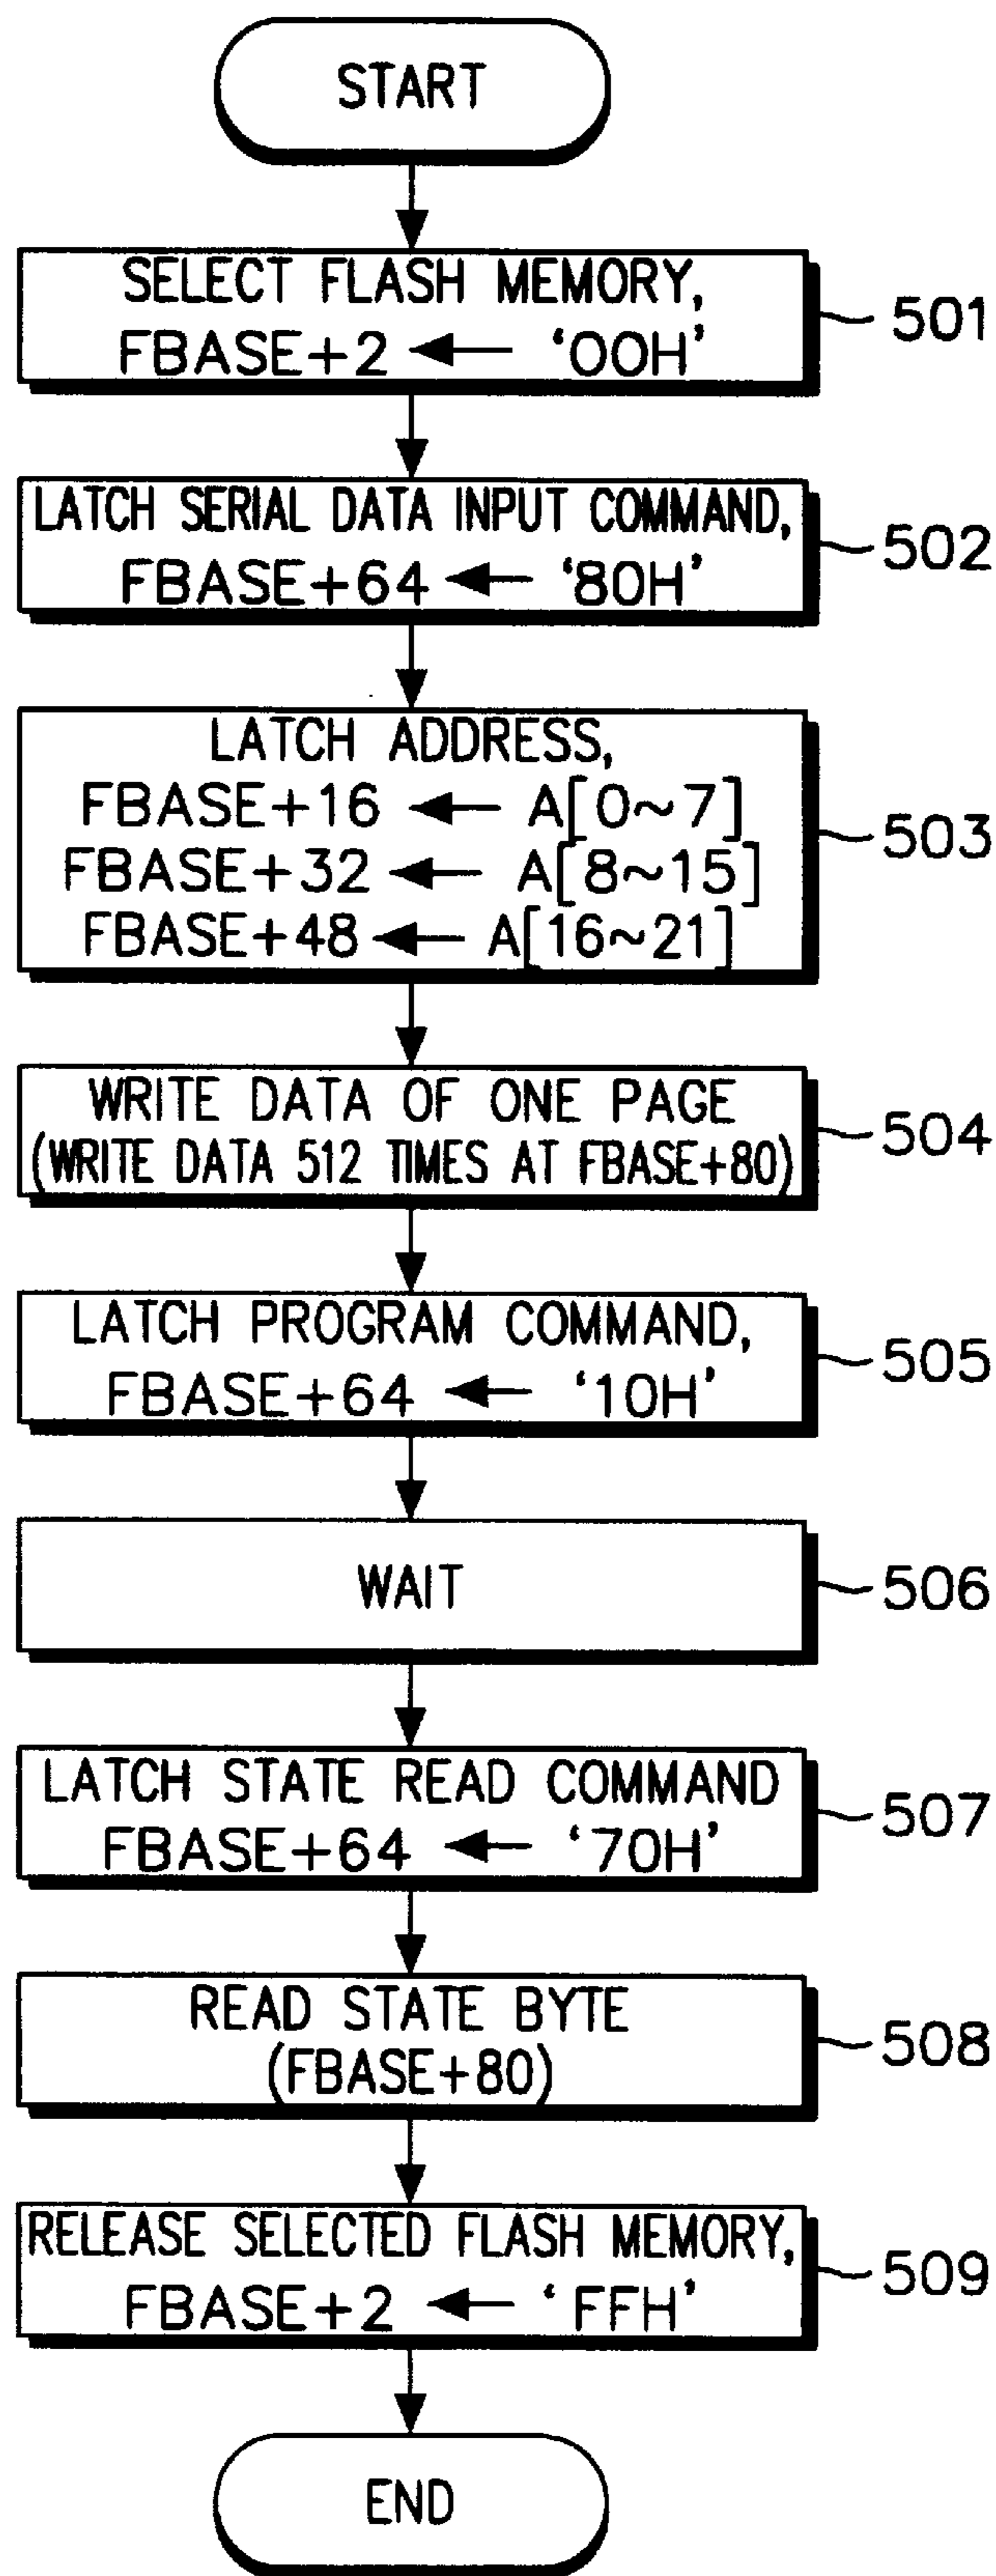 START
SELECT FLASH MEMORY,
FBASE+2 ← '00H'
501
LATCH SERIAL DATA INPUT COMMAND,
FBASE+64 ← '80H'
502
LATCH ADDRESS,
FBASE+16 ← A[0~7]
FBASE+32 ← A[8~15]
FBASE+48 ← A[16~21]
503
WRITE DATA OF ONE PAGE
(WRITE DATA 512 TIMES AT FBASE+80)
504
LATCH PROGRAM COMMAND,
FBASE+64 ← '10H'
505
WAIT
506
LATCH STATE READ COMMAND
FBASE+64 ← '70H'
507
READ STATE BYTE
(FBASE+80)
508
RELEASE SELECTED FLASH MEMORY,
FBASE+2 ← 'FFH'
509
END